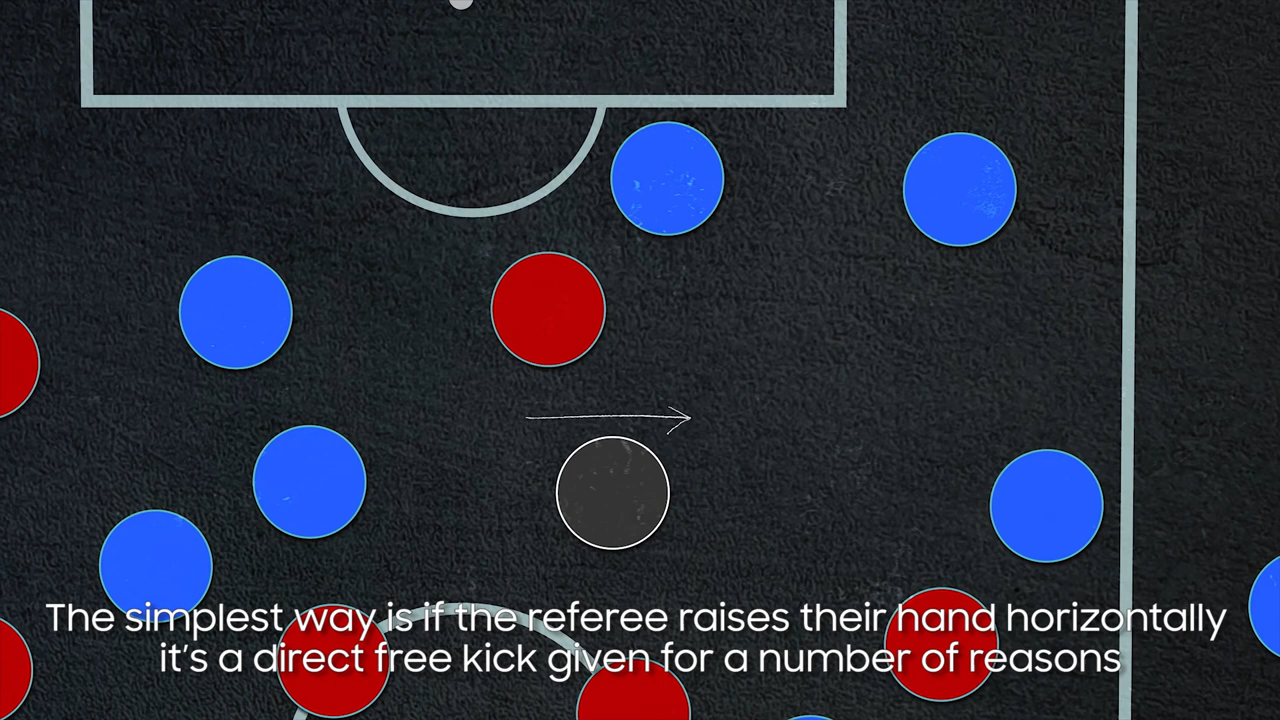 The simplest way is if the referee raises their hand horizontally
it's a direct free kick given for a number of reasons